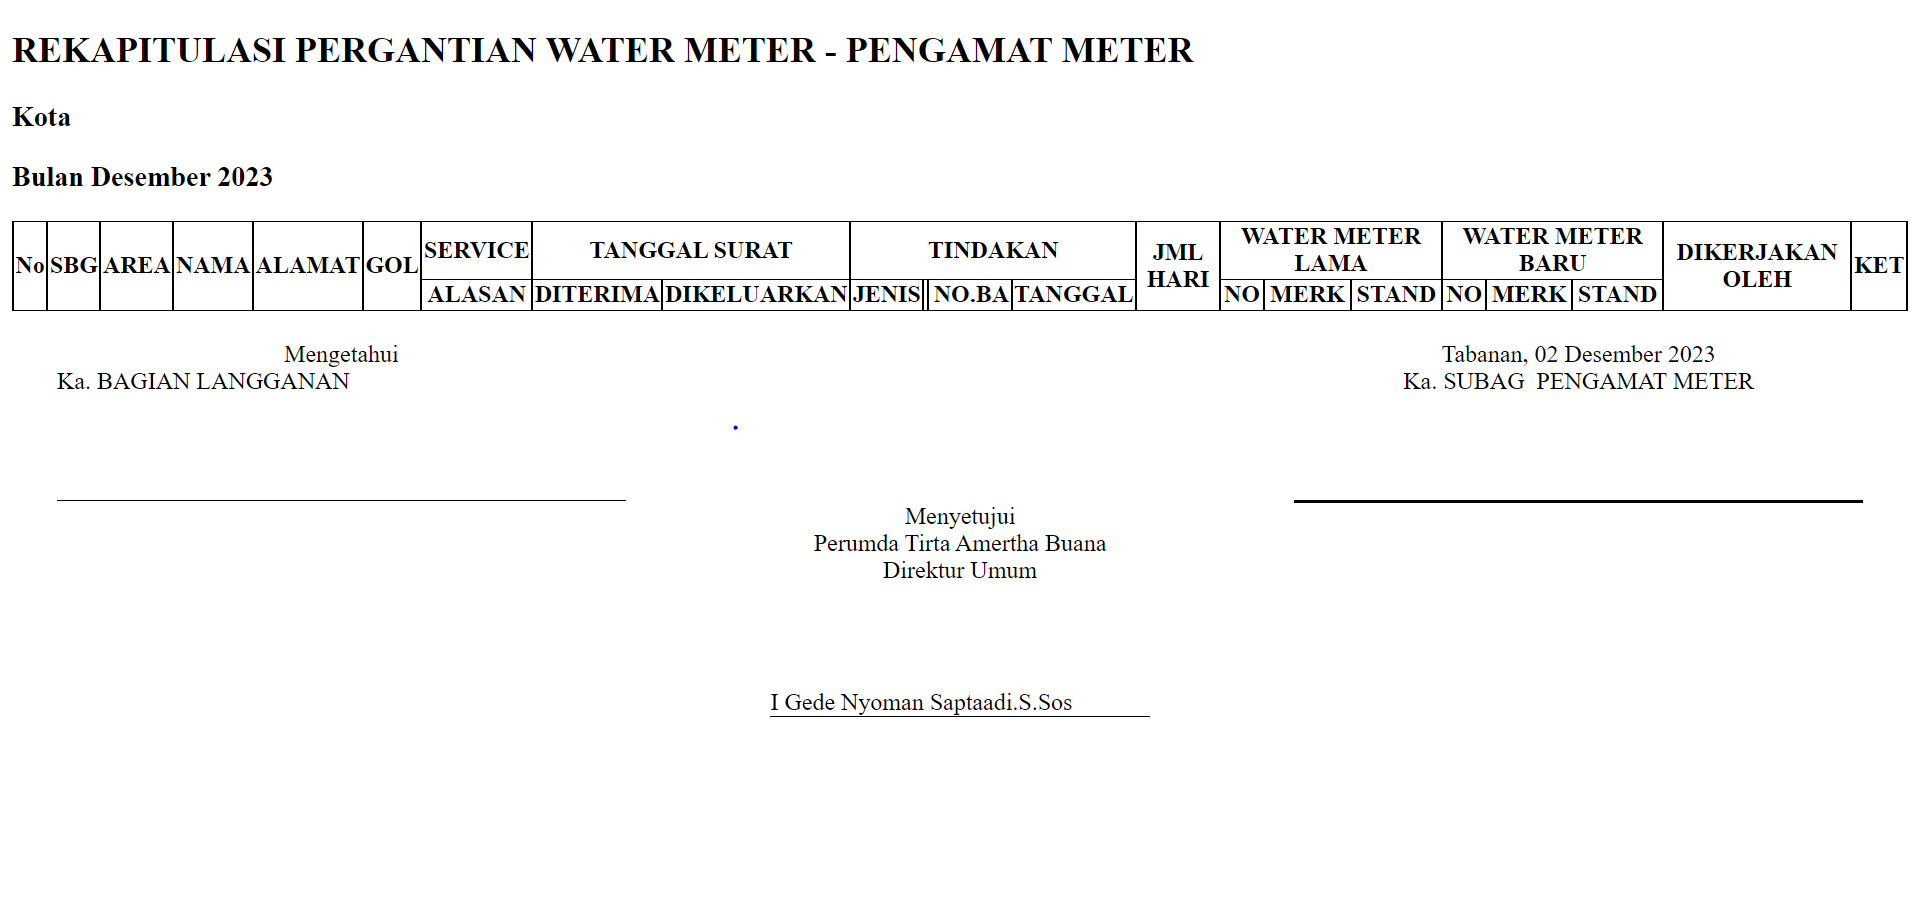 REKAPITULASI PERGANTIAN WATER METER - PENGAMAT METER
Kota
Bulan Desember 2023
No SBG AREA NAMA ALAMAT GOL SERVICE TANGGAL SURAT TINDAKAN JML HARI WATER METER LAMA WATER METER BARU DIKERJAKAN OLEH KET
ALASAN DITERIMA DIKELUARKAN JENIS NO.BA TANGGAL NO MERK STAND NO MERK STAND
Mengetahui
Ka. BAGIAN LANGGANAN
Tabanan, 02 Desember 2023
Ka. SUBAG PENGAMAT METER
Menyetujui
Perumda Tirta Amertha Buana
Direktur Umum
I Gede Nyoman Saptaadi.S.Sos